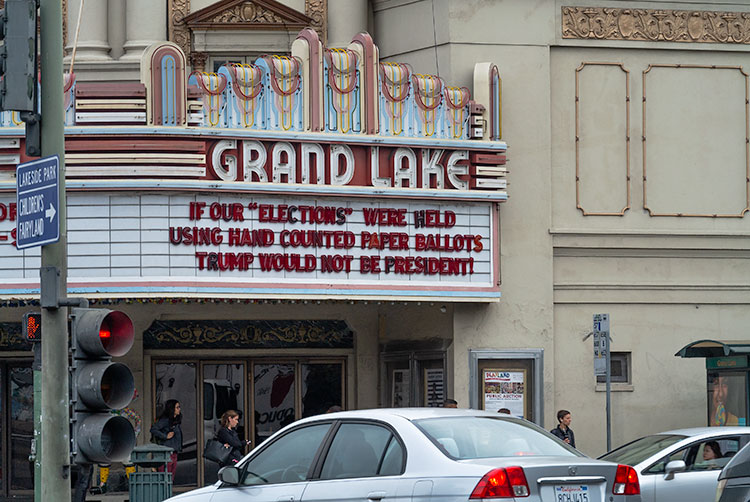 GRAND LAKE
IF OUR "ELECTIONS" WERE HELD
USING HAND COUNTED PAPER BALLOTS
TRUMP WOULD NOT BE PRESIDENT!
LAKESIDE PARK
CHILDREN'S
FAIRYLAND
PUBLIC AUCTION